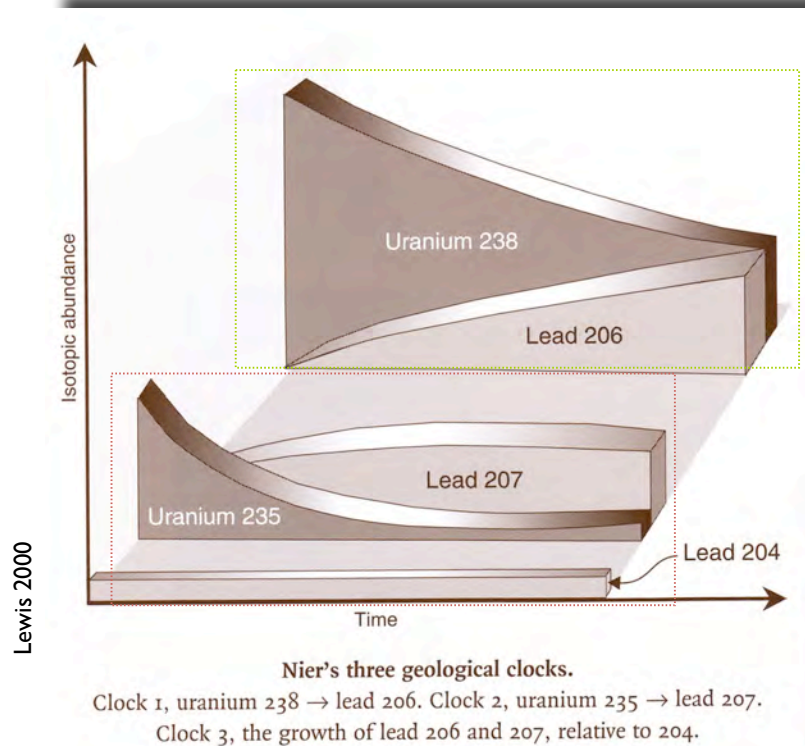 Isotopic abundance
Uranium 238
Lead 206
Lead 207
Uranium 235
Lead 204
Time
Lewis 2000
Nier's three geological clocks.
Clock 1, uranium 238 → lead 206. Clock 2, uranium 235 → lead 207.
Clock 3, the growth of lead 206 and 207, relative to 204.